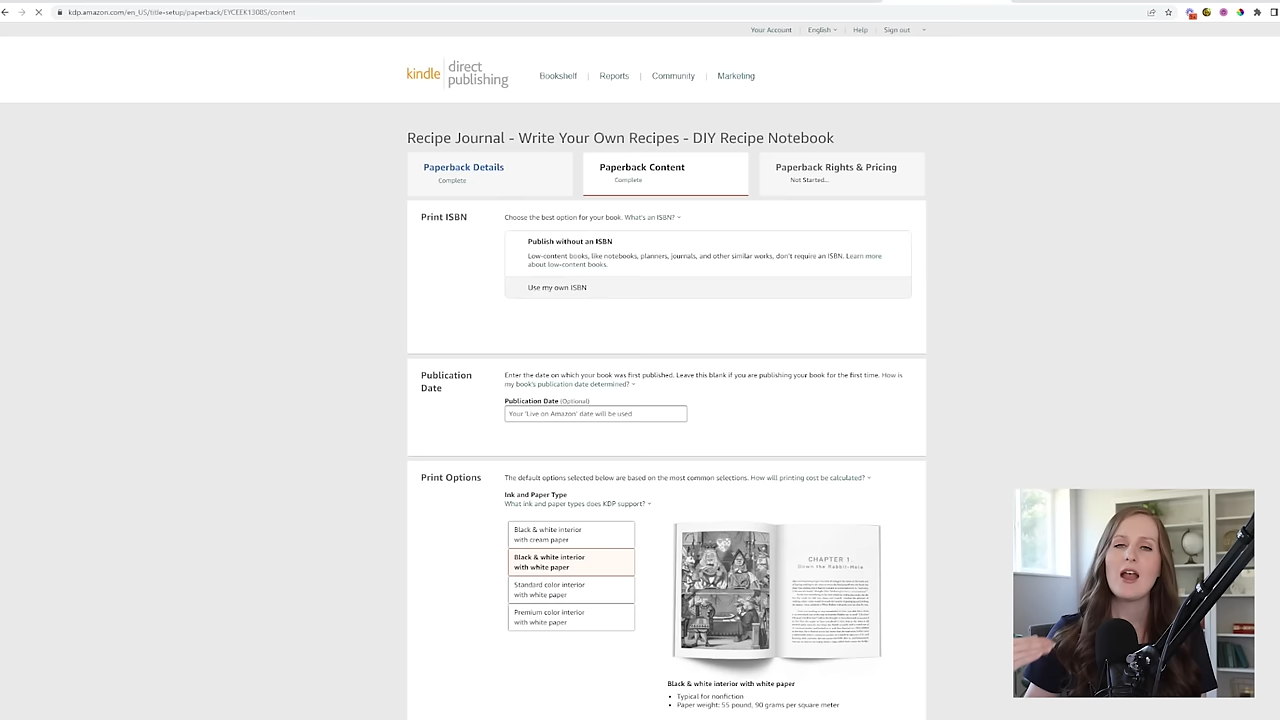 kdp.amazon.com/en_US/title-setup/paperback/EYCEEK130BS/content
Your Account
English
Help
Sign out
kindle direct publishing
Bookshelf
Reports
Community
Marketing
Recipe Journal - Write Your Own Recipes - DIY Recipe Notebook
Paperback Details
Complete
Paperback Content
Complete
Paperback Rights & Pricing
Not Started...
Print ISBN
Choose the best option for your book. What's an ISBN?
Publish without an ISBN
Low-content books, like notebooks, planners, journals, and other similar works, don't require an ISBN. Learn more
about low-content books.
Use my own ISBN
Publication
Date
Enter the date on which your book was first published. Leave this blank if you are publishing your book for the first time. How is
my book's publication date determined?
Publication Date (Optional)
Your 'Live on Amazon' date will be used
Print Options
The default options selected below are based on the most common selections. How will printing cost be calculated?
Ink and Paper Type
What ink and paper types does KDP support?
Black & white interior
with cream paper
Black & white interior
with white paper
Standard color interior
with white paper
Premium color interior
with white paper
CHAPTER 1
Down the Rabbit-Hole
Black & white interior with white paper
• Typical for nonfiction
• Paper weight: 55 pound, 90 grams per square meter